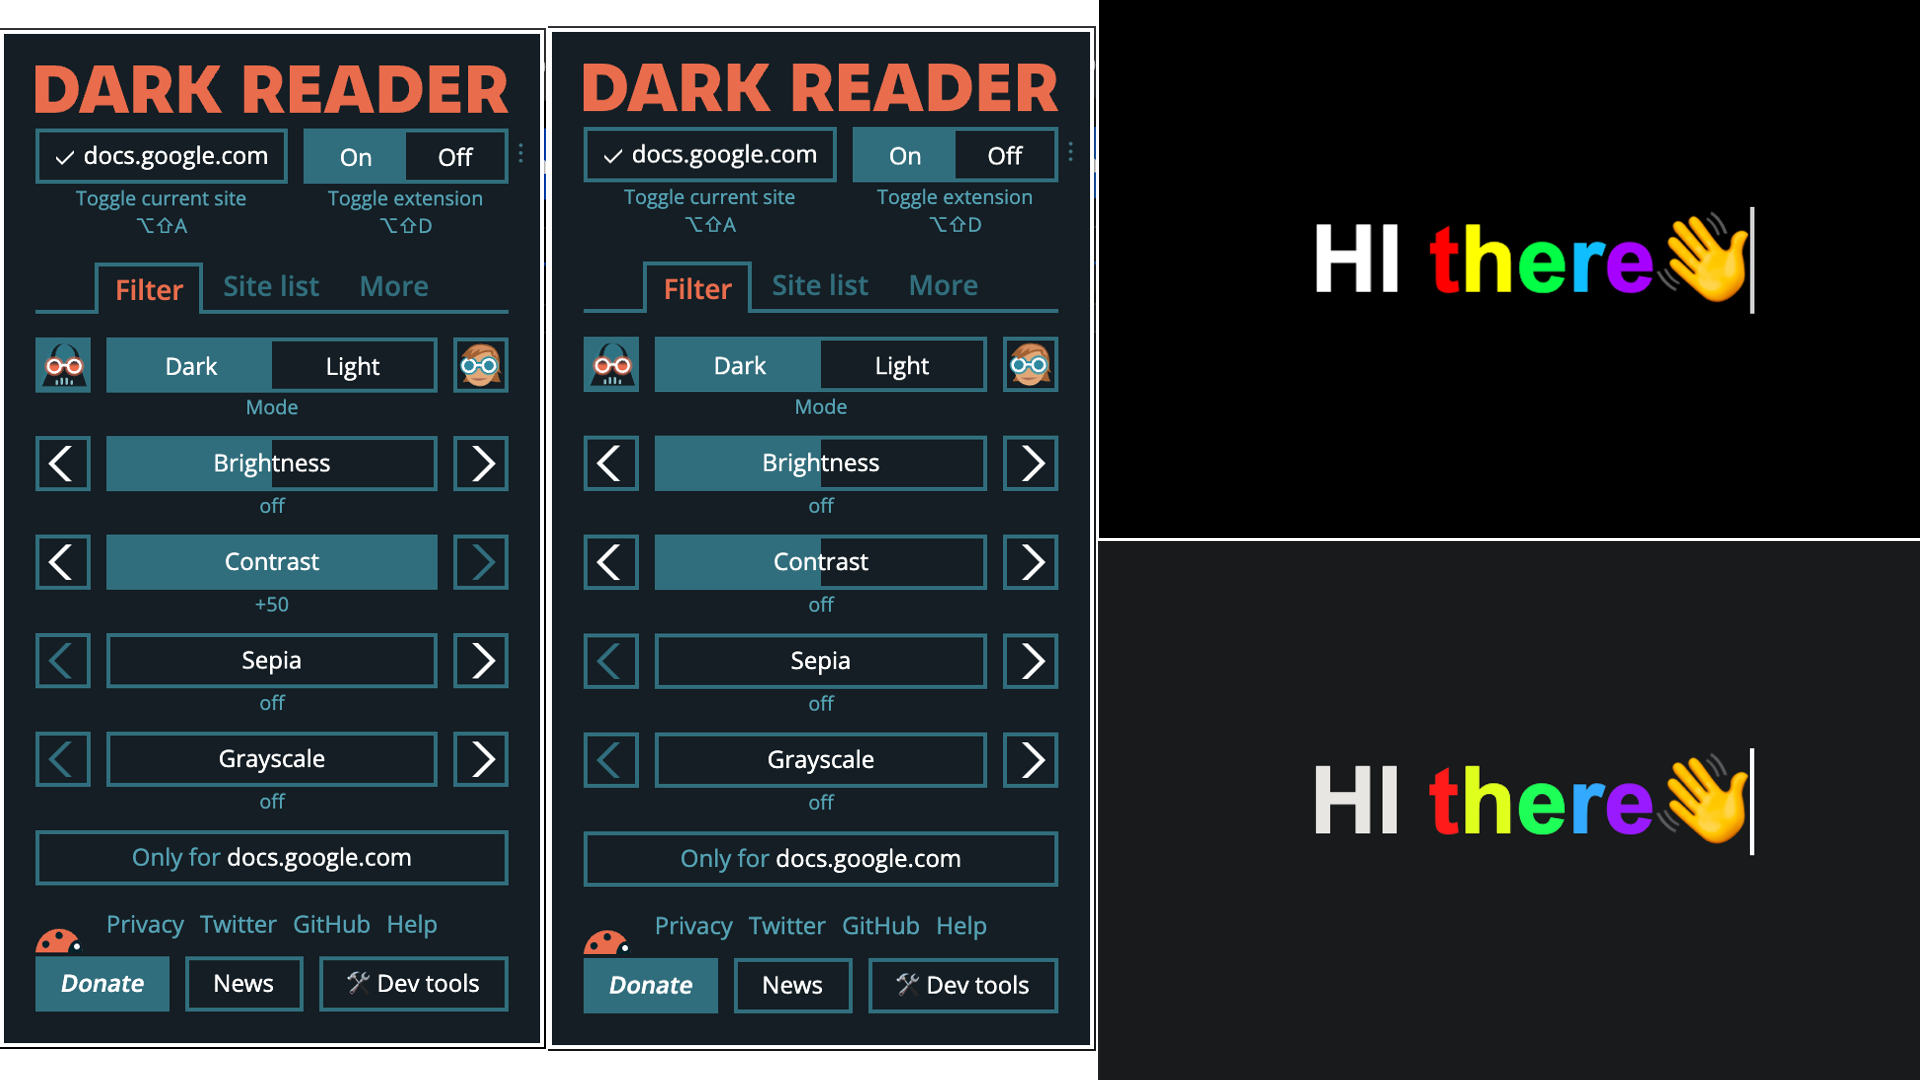 DARK READER
docs.google.com On Off
Toggle current site Toggle extension
⌥⇧A ⌥⇧D
Filter Site list More
Dark Light
Mode
Brightness
off
Contrast
+50
Sepia
off
Grayscale
off
Only for docs.google.com
Privacy Twitter GitHub Help
Donate News 🛠 Dev tools
DARK READER
docs.google.com On Off
Toggle current site Toggle extension
⌥⇧A ⌥⇧D
Filter Site list More
Dark Light
Mode
Brightness
off
Contrast
off
Sepia
off
Grayscale
off
Only for docs.google.com
Privacy Twitter GitHub Help
Donate News 🛠 Dev tools
HI there👋
HI there👋